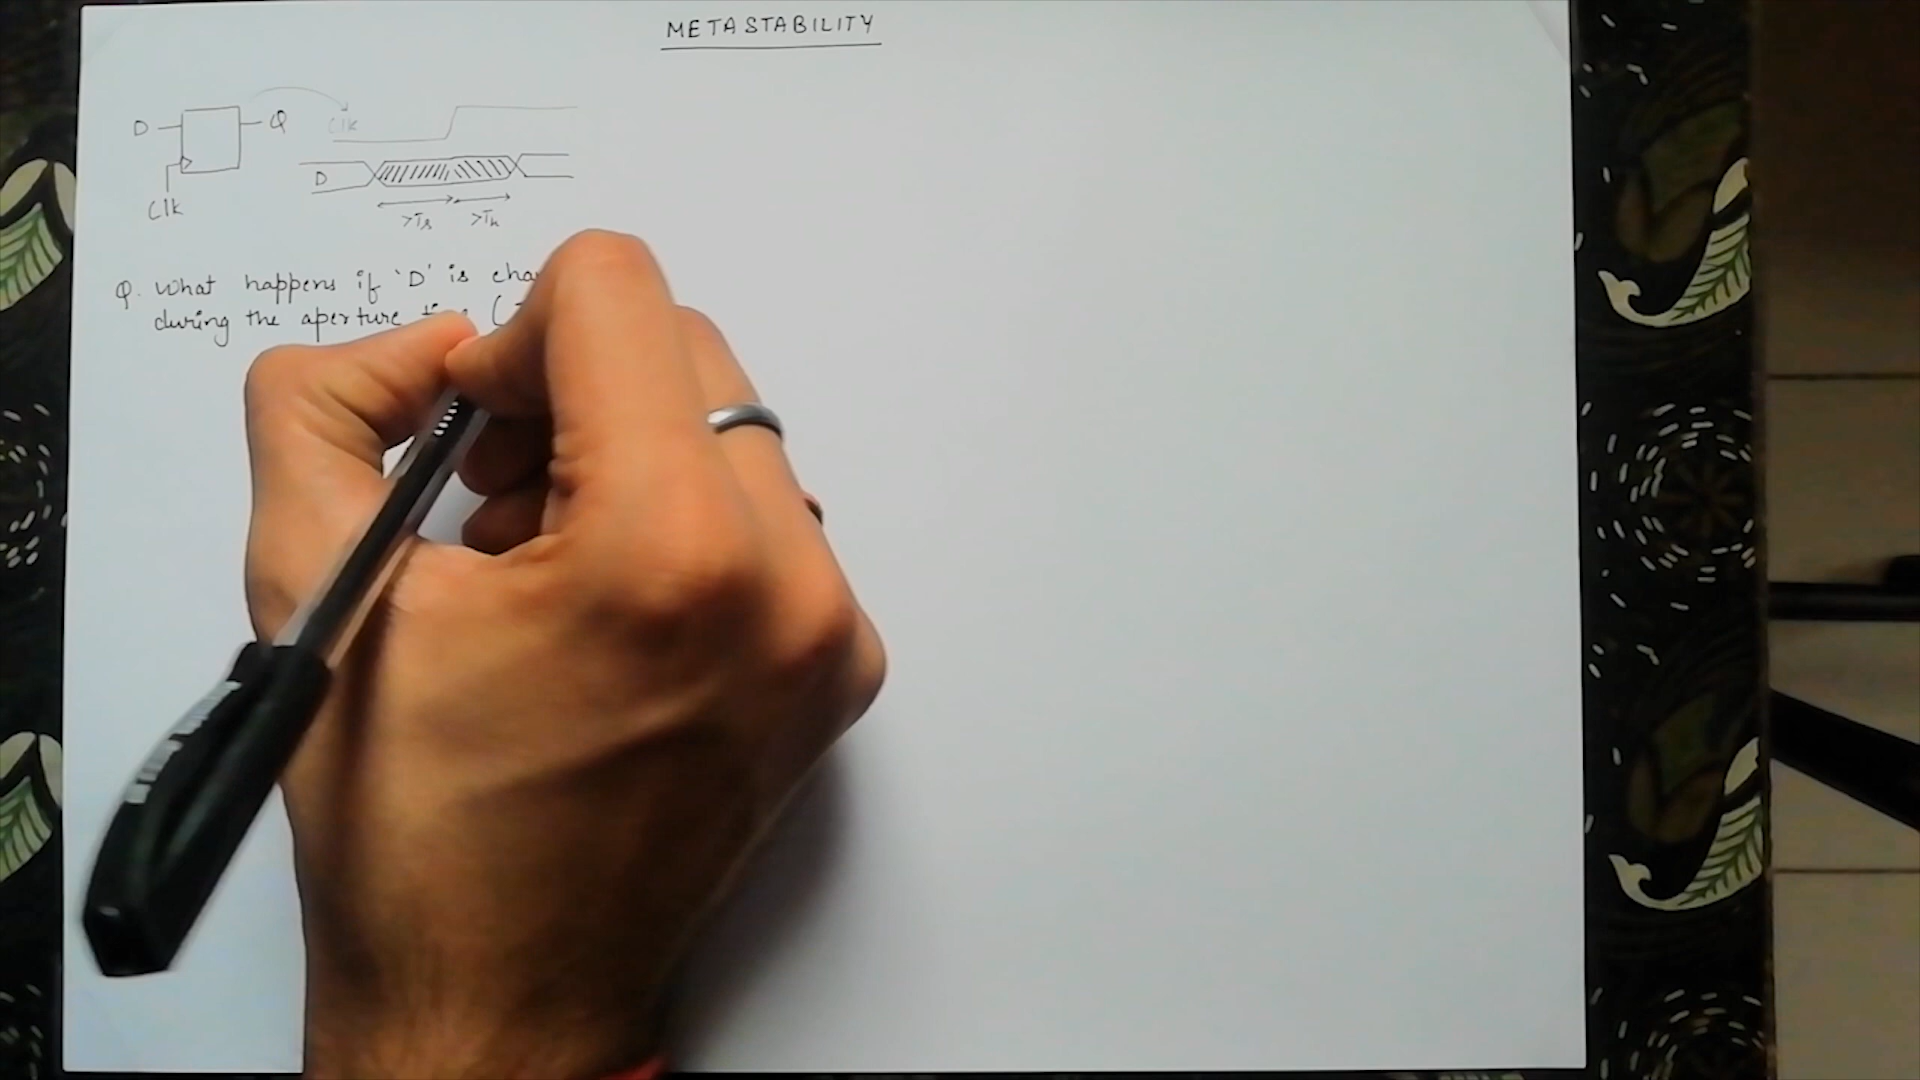 METASTABILITY
D Q Clk
Clk
D
>Ts >Th
Q. What happens if 'D' is
during the aperture (